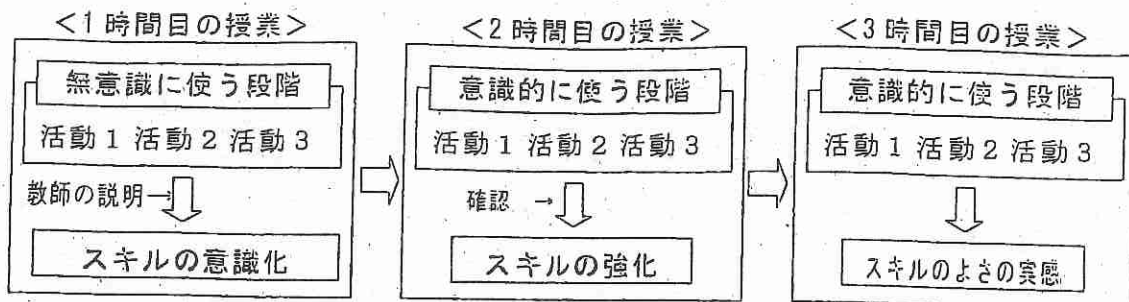 <1時間目の授業>
無意識に使う段階
活動1 活動2 活動3
教師の説明→
スキルの意識化
<2時間目の授業>
意識的に使う段階
活動1 活動2 活動3
確認 →
スキルの強化
<3時間目の授業>
意識的に使う段階
活動1 活動2 活動3
スキルのよさの実感